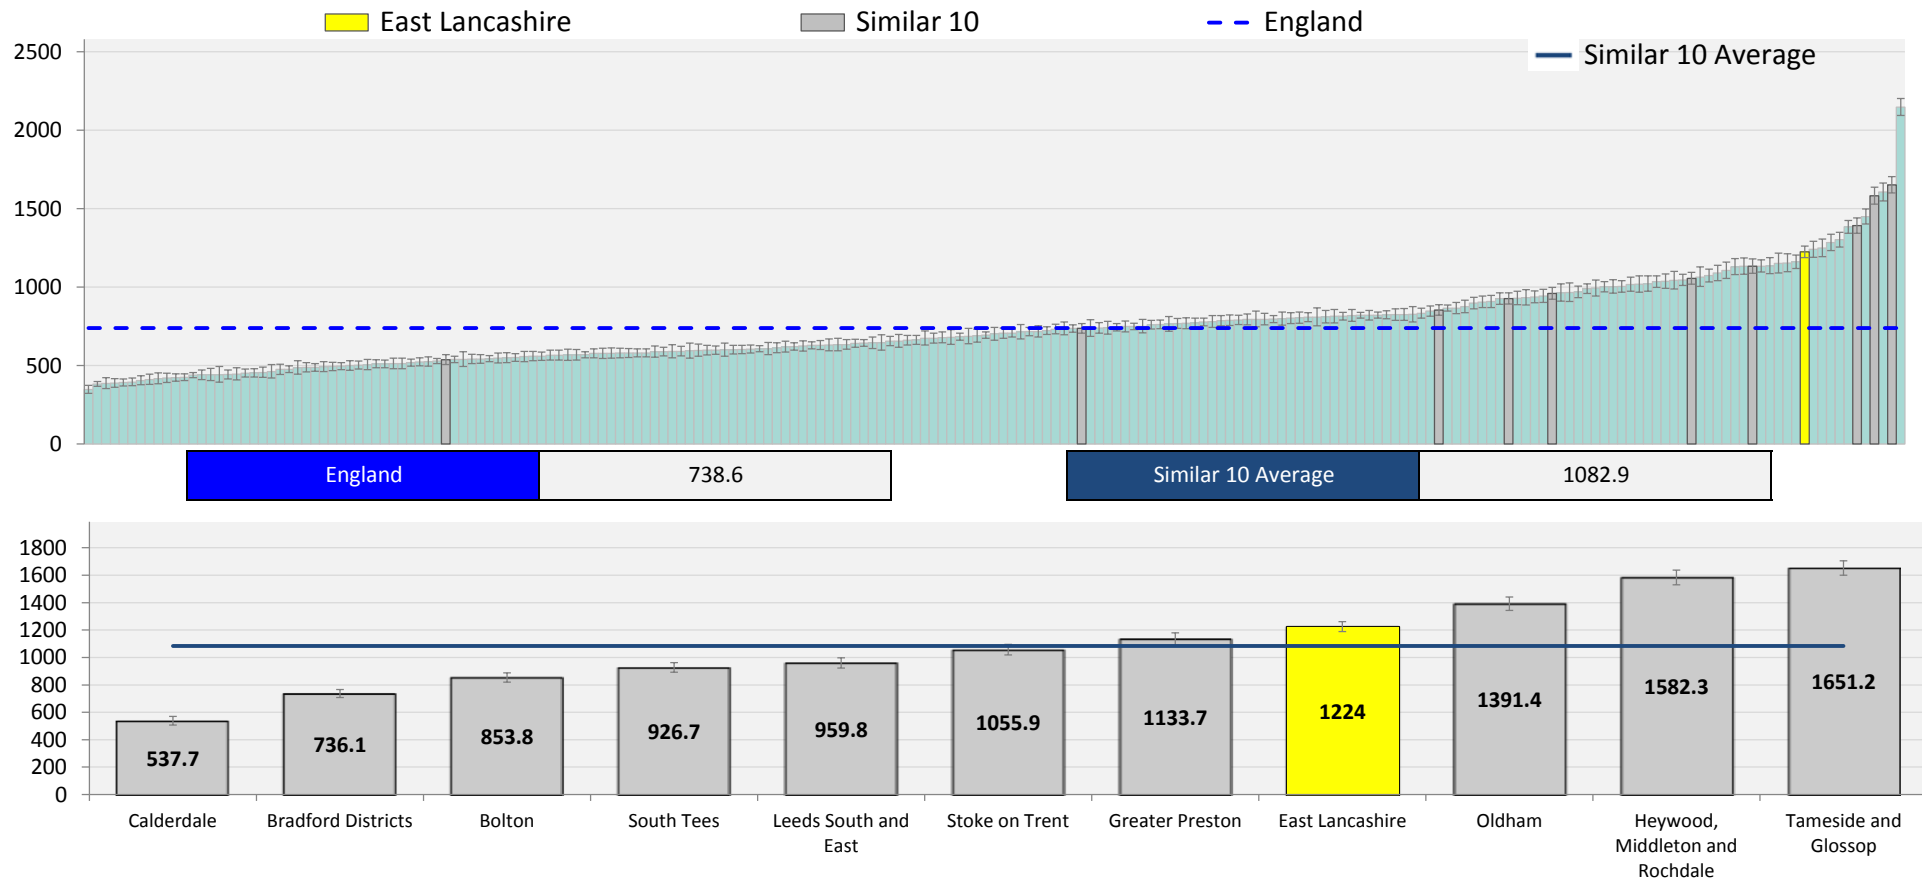 East Lancashire
Similar 10
England
Similar 10 Average
2500
2000
1500
1000
500
0
England
738.6
Similar 10 Average
1082.9
1800
1600
1400
1200
1000
800
600
400
200
0
537.7
736.1
853.8
926.7
959.8
1055.9
1133.7
1224
1391.4
1582.3
1651.2
Calderdale
Bradford Districts
Bolton
South Tees
Leeds South and
East
Stoke on Trent
Greater Preston
East Lancashire
Oldham
Heywood,
Middleton and
Rochdale
Tameside and
Glossop